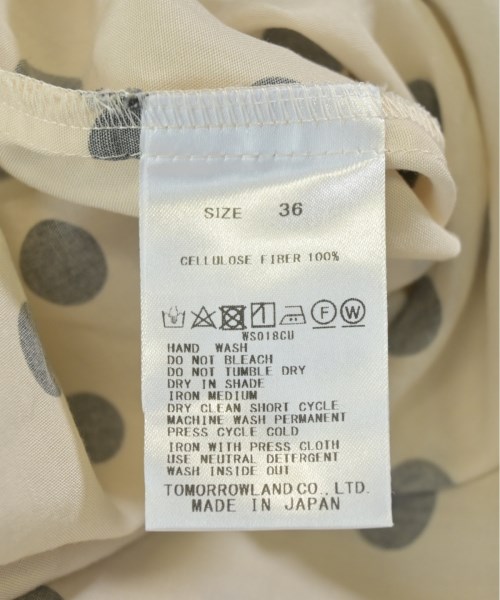 SIZE 36
CELLULOSE FIBER 100%
F W
WS018CU
HAND WASH
DO NOT BLEACH
DO NOT TUMBLE DRY
DRY IN SHADE
IRON MEDIUM
DRY CLEAN SHORT CYCLE
MACHINE WASH PERMANENT
PRESS CYCLE COLD
IRON WITH PRESS CLOTH
USE NEUTRAL DETERGENT
WASH INSIDE OUT
TOMORROWLAND CO., LTD.
MADE IN JAPAN